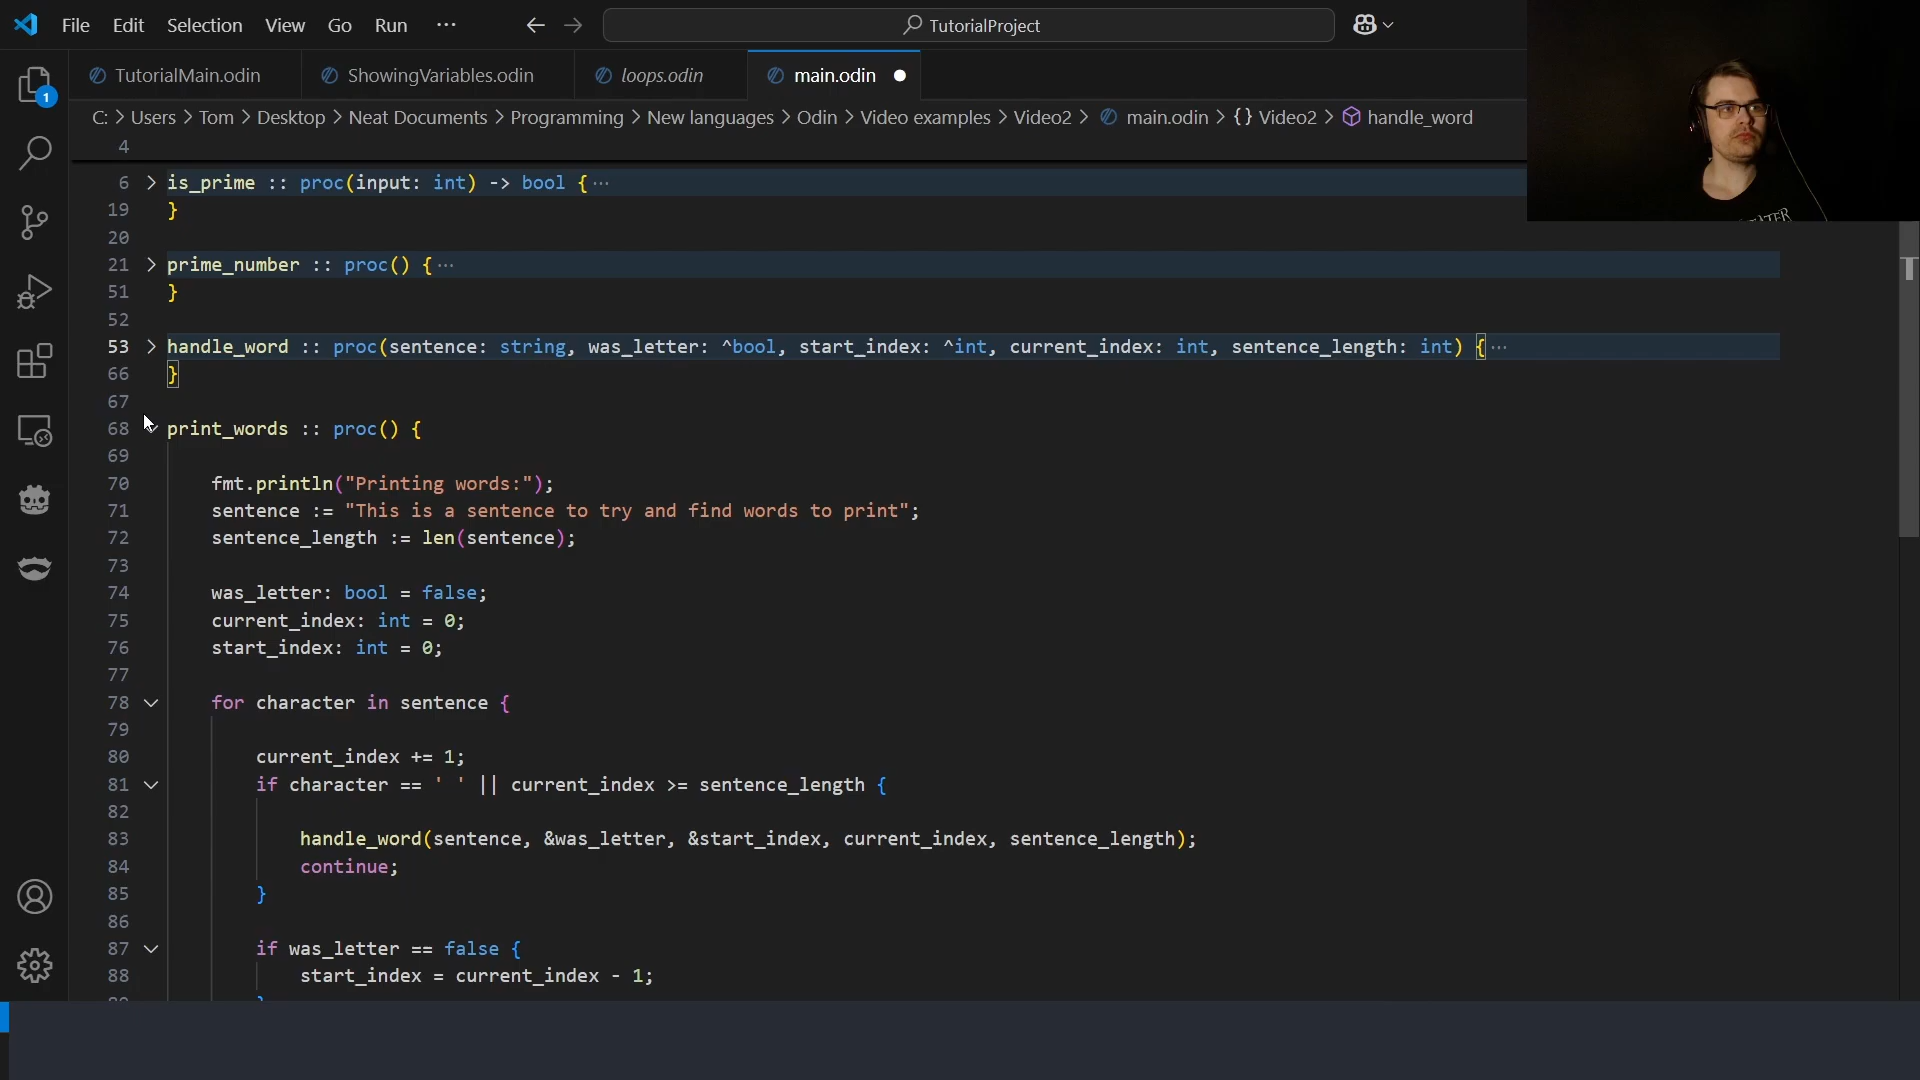 File Edit Selection View Go Run ···
TutorialProject
1
TutorialMain.odin ShowingVariables.odin loops.odin main.odin
C: > Users > Tom > Desktop > Neat Documents > Programming > New languages > Odin > Video examples > Video2 > main.odin > {} Video2 > handle_word
4
6 is_prime :: proc(input: int) -> bool {···
19 }
20
21 prime_number :: proc() {···
51 }
52
53 handle_word :: proc(sentence: string, was_letter: ^bool, start_index: ^int, current_index: int, sentence_length: int) {···
66 }
67
68 print_words :: proc() {
69
70 fmt.println("Printing words:");
71 sentence := "This is a sentence to try and find words to print";
72 sentence_length := len(sentence);
73
74 was_letter: bool = false;
75 current_index: int = 0;
76 start_index: int = 0;
77
78 for character in sentence {
79
80 current_index += 1;
81 if character == ' ' || current_index >= sentence_length {
82
83 handle_word(sentence, &was_letter, &start_index, current_index, sentence_length);
84 continue;
85 }
86
87 if was_letter == false {
88 start_index = current_index - 1;